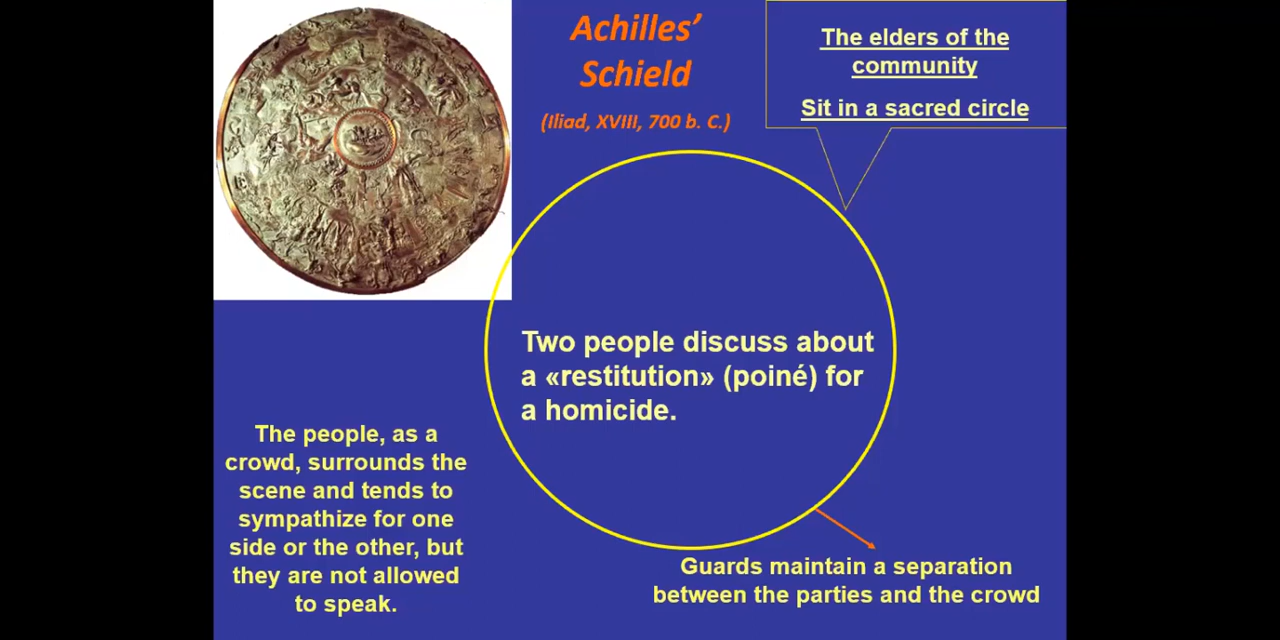 Achilles’
Schield
(Iliad, XVIII, 700 b. C.)
The elders of the
community
Sit in a sacred circle
Two people discuss about
a «restitution» (poiné) for
a homicide.
The people, as a
crowd, surrounds the
scene and tends to
sympathize for one
side or the other, but
they are not allowed
to speak.
Guards maintain a separation
between the parties and the crowd